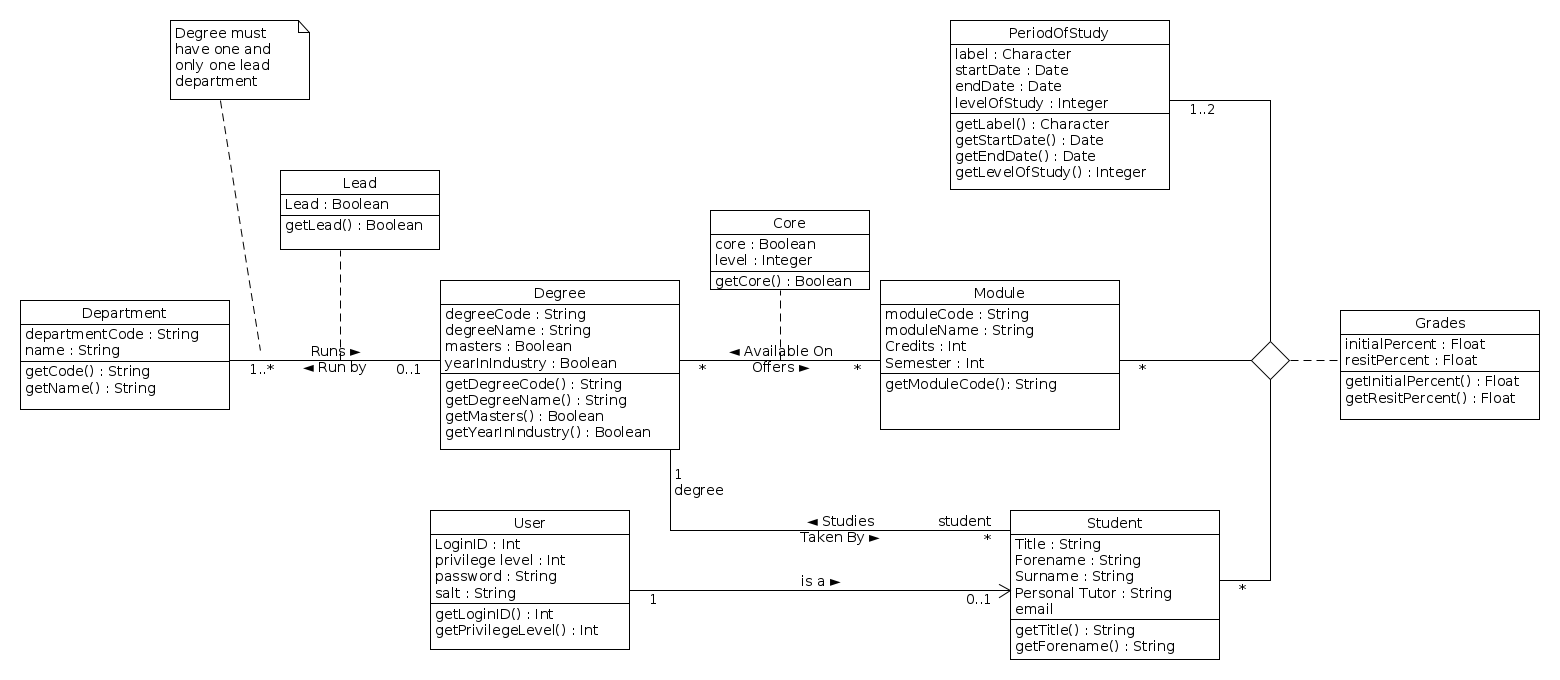 Degree must
have one and
only one lead
department
PeriodOfStudy
label : Character
startDate : Date
endDate : Date
levelOfStudy : Integer
getLabel() : Character
getStartDate() : Date
getEndDate() : Date
getLevelOfStudy() : Integer
1..2
Lead
Lead : Boolean
getLead() : Boolean
Core
core : Boolean
level : Integer
getCore() : Boolean
Department
departmentCode : String
name : String
getCode() : String
getName() : String
Runs ►
1..*
◄ Run by
0..1
Degree
degreeCode : String
degreeName : String
masters : Boolean
yearInIndustry : Boolean
getDegreeCode() : String
getDegreeName() : String
getMasters() : Boolean
getYearInIndustry() : Boolean
◄ Available On
*
Offers ►
*
Module
moduleCode : String
moduleName : String
Credits : Int
Semester : Int
getModuleCode(): String
*
Grades
initialPercent : Float
resitPercent : Float
getInitialPercent() : Float
getResitPercent() : Float
1
degree
◄ Studies
student
Taken By ►
*
User
LoginID : Int
privilege level : Int
password : String
salt : String
getLoginID() : Int
getPrivilegeLevel() : Int
is a ►
1
0..1
Student
Title : String
Forename : String
Surname : String
Personal Tutor : String
email
getTitle() : String
getForename() : String
*